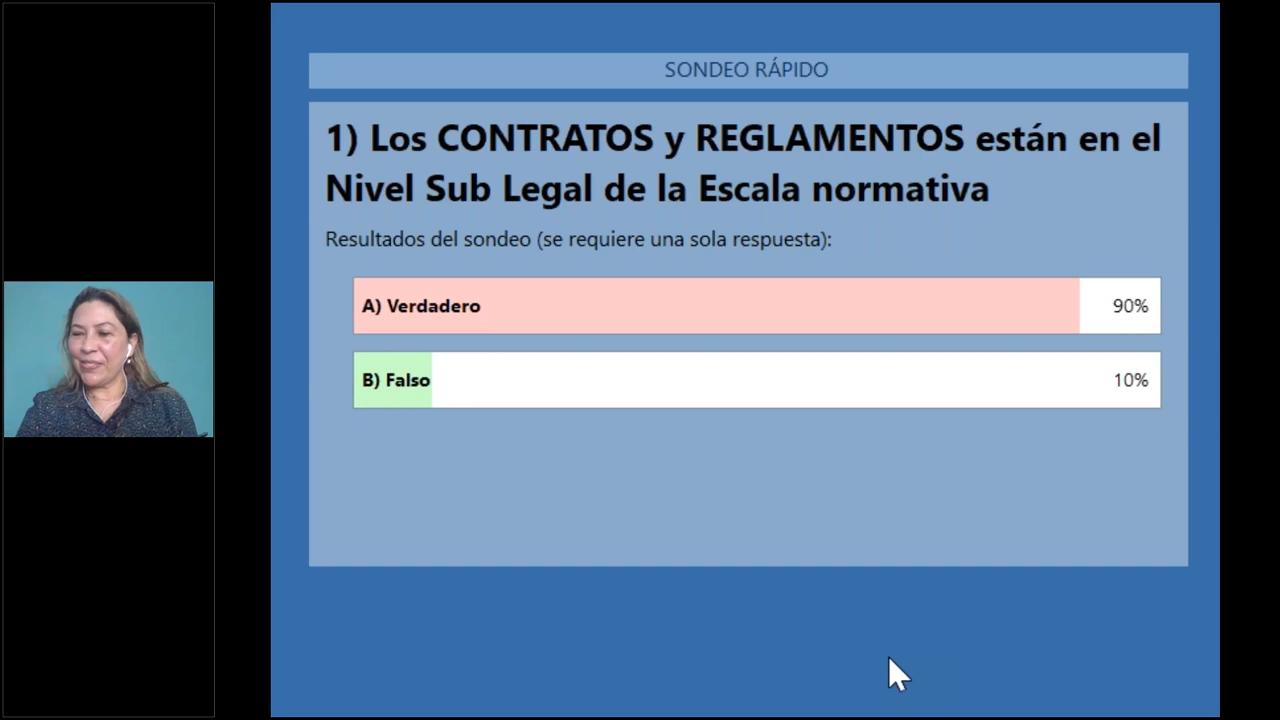 SONDEO RÁPIDO
1) Los CONTRATOS y REGLAMENTOS están en el
Nivel Sub Legal de la Escala normativa
Resultados del sondeo (se requiere una sola respuesta):
A) Verdadero 90%
B) Falso 10%